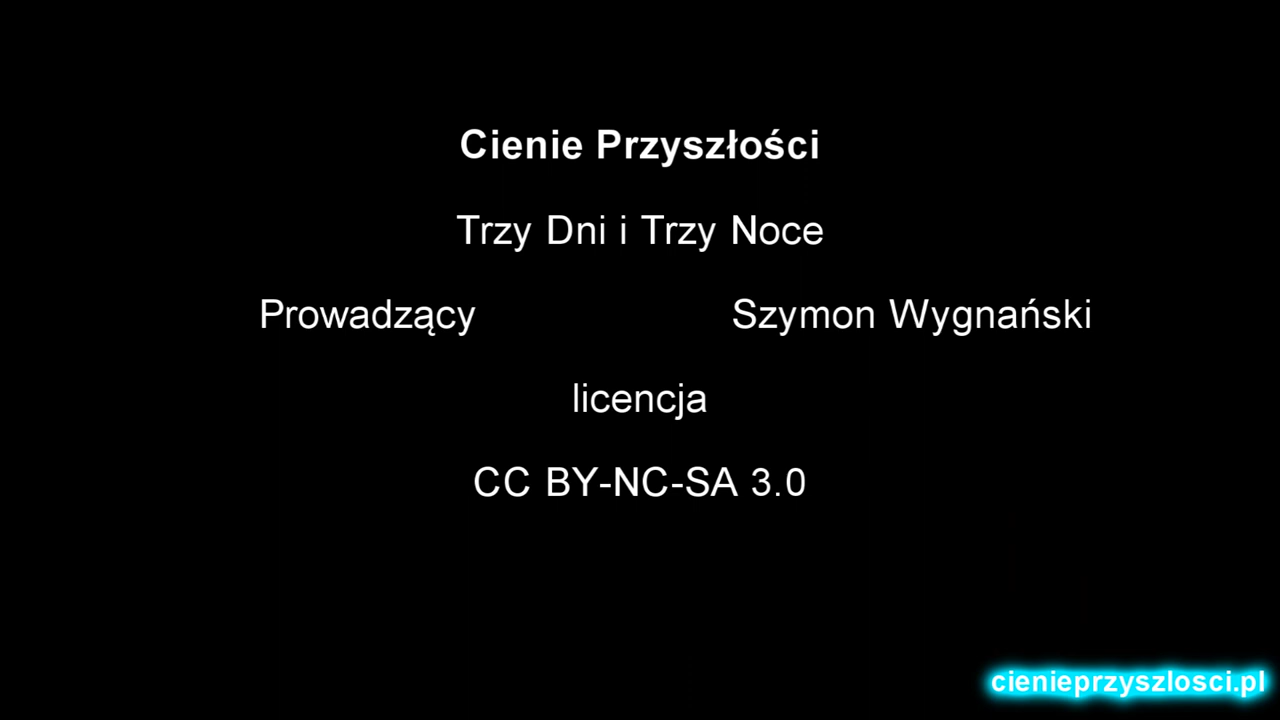 Cienie Przyszłości
Trzy Dni i Trzy Noce
Prowadzący Szymon Wygnański
licencja
CC BY-NC-SA 3.0
cienieprzyszlosci.pl